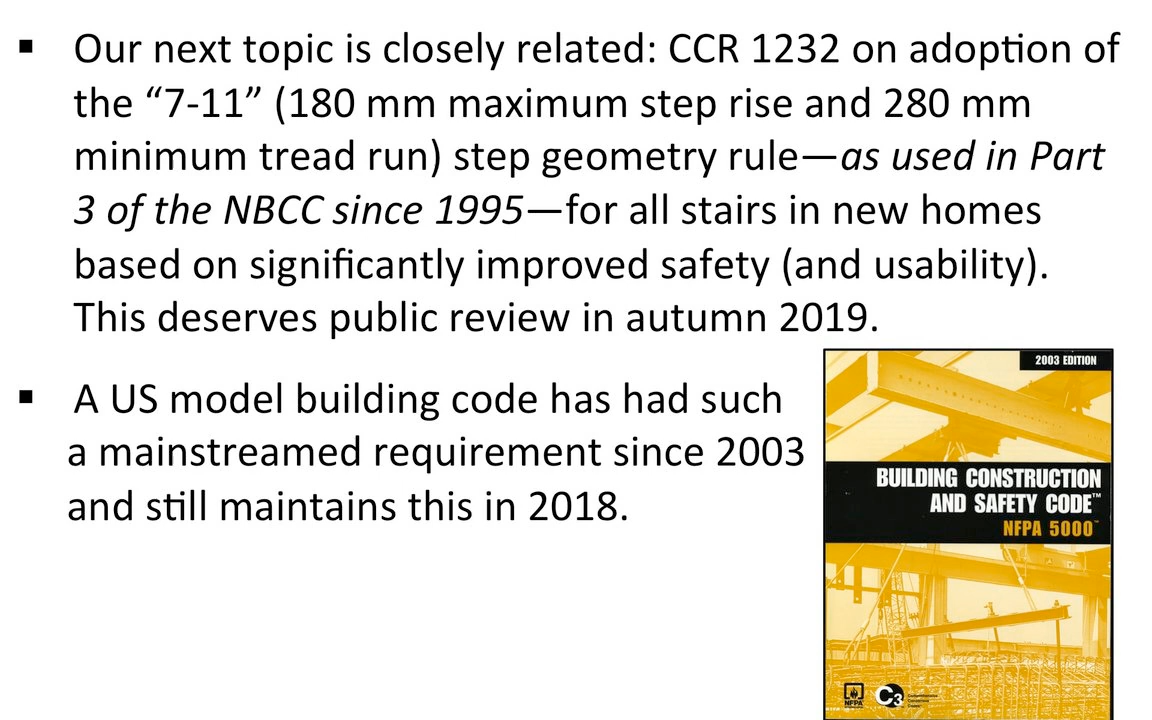 ▪ Our next topic is closely related: CCR 1232 on adoption of
the “7-11” (180 mm maximum step rise and 280 mm
minimum tread run) step geometry rule—as used in Part
3 of the NBCC since 1995—for all stairs in new homes
based on significantly improved safety (and usability).
This deserves public review in autumn 2019.
▪ A US model building code has had such
a mainstreamed requirement since 2003
and still maintains this in 2018.
2003 EDITION
BUILDING CONSTRUCTION
AND SAFETY CODE™
NFPA 5000™
NFPA
C3